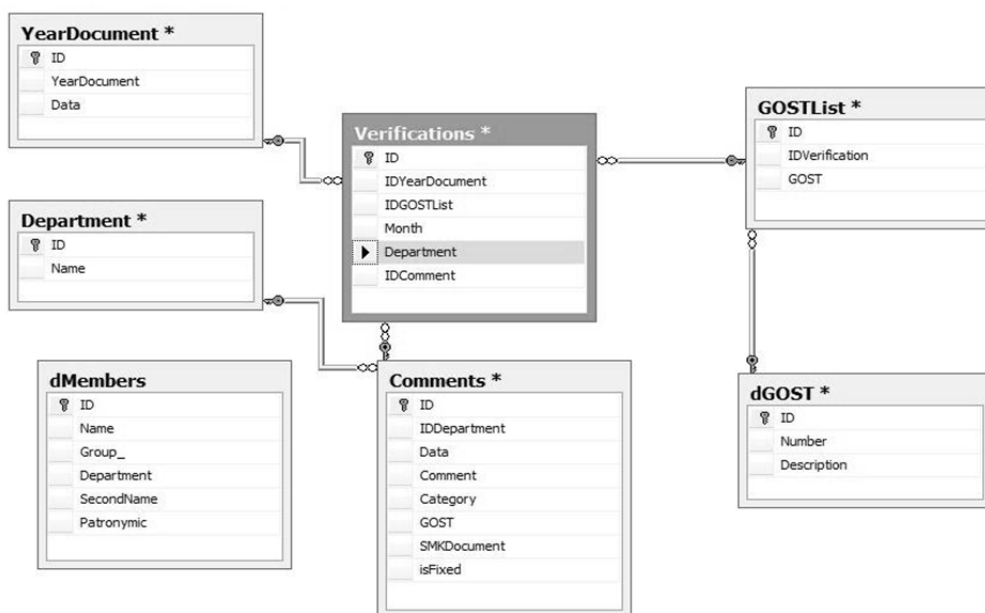 YearDocument *
ID
YearDocument
Data
Department *
ID
Name
dMembers
ID
Name
Group_
Department
SecondName
Patronymic
Verifications *
ID
IDYearDocument
IDGOSTList
Month
Department
IDComment
Comments *
ID
IDDepartment
Data
Comment
Category
GOST
SMKDocument
isFixed
GOSTList *
ID
IDVerification
GOST
dGOST *
ID
Number
Description